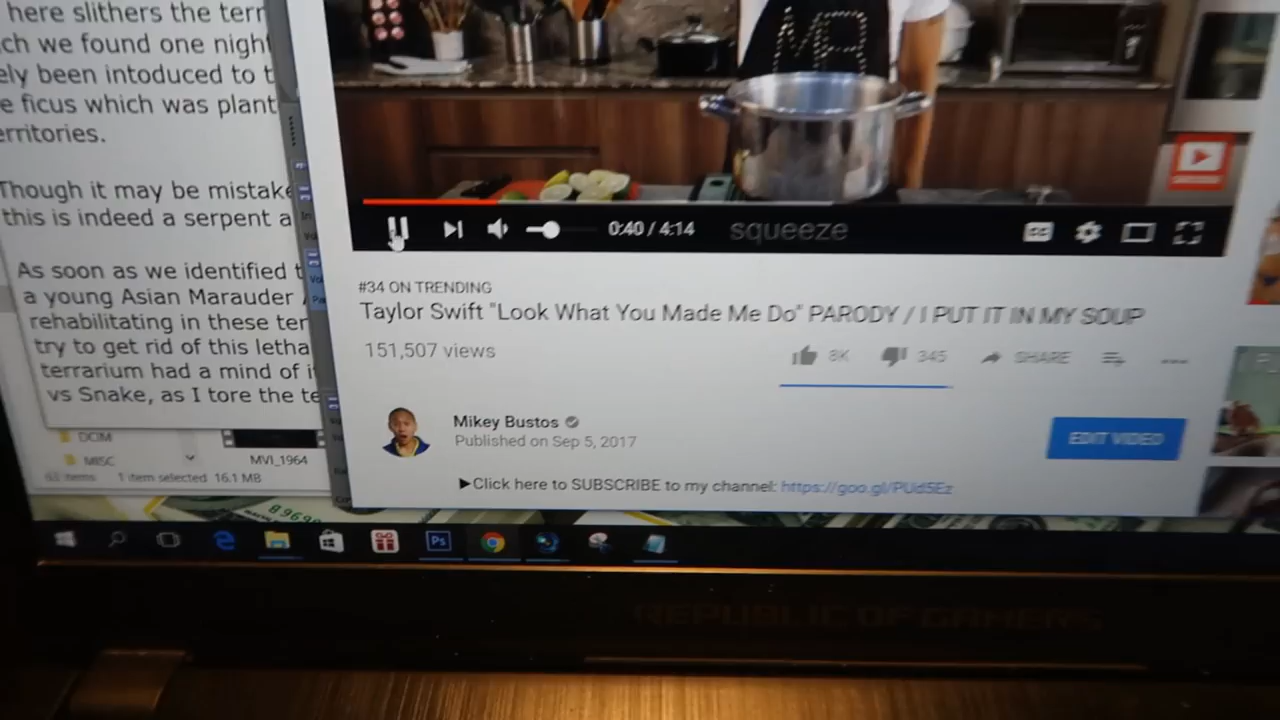 here slithers the terr
ch we found one night
ely been intoduced to t
e ficus which was plant
erritories.
Though it may be mistake
this is indeed a serpent a
As soon as we identified t
a young Asian Marauder
rehabilitating in these ter
try to get rid of this letha
terrarium had a mind of i
vs Snake, as I tore the te
DCIM
MISC
MVI_1964
1 item selected 16.1 MB
MR
0:40 / 4:14
squeeze
#34 ON TRENDING
Taylor Swift "Look What You Made Me Do" PARODY / I PUT IT IN MY SOUP
151,507 views
8K
345
SHARE
Mikey Bustos
Published on Sep 5, 2017
EDIT VIDEO
▶Click here to SUBSCRIBE to my channel: https://goo.gl/PUd5Ez
Ps
REPUBLIC OF GAMERS